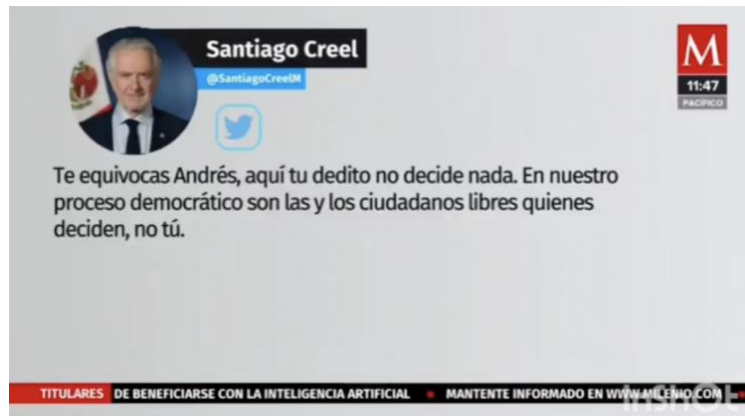 Santiago Creel
@SantiagoCreelM
M
11:47
PACÍFICO
Te equivocas Andrés, aquí tu dedito no decide nada. En nuestro
proceso democrático son las y los ciudadanos libres quienes
deciden, no tú.
TITULARES DE BENEFICIARSE CON LA INTELIGENCIA ARTIFICIAL • MANTENTE INFORMADO EN WWW.MILENIO.COM
InShOt